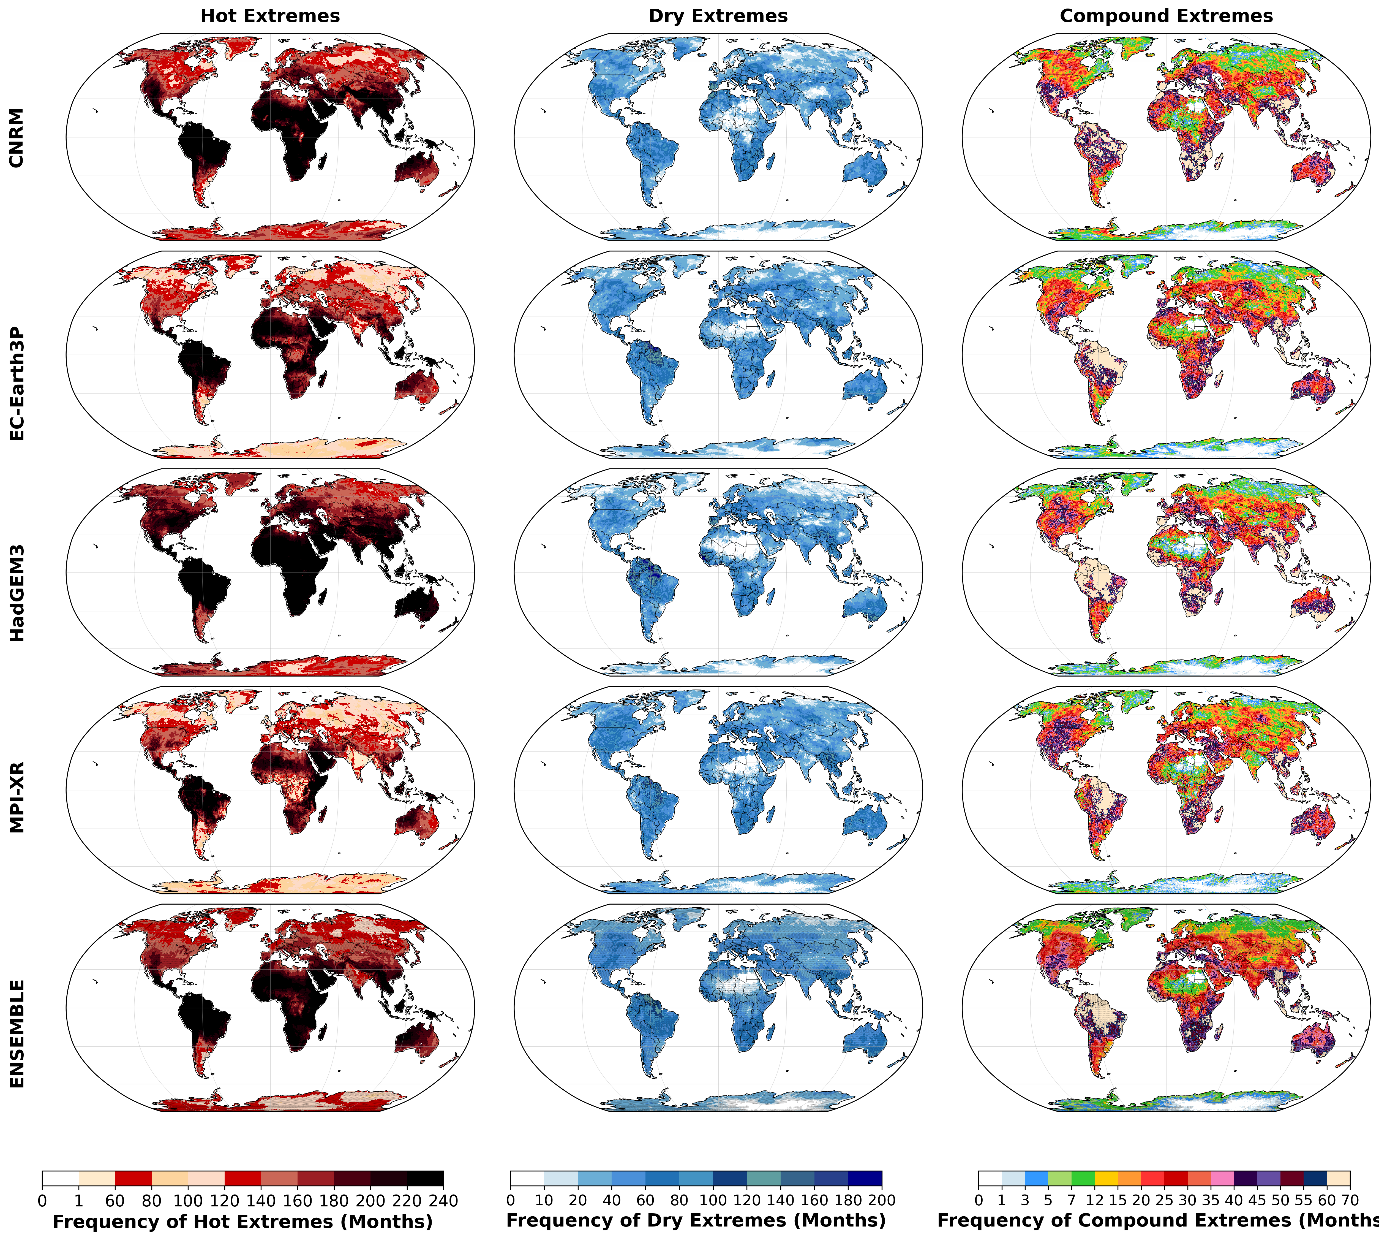 Hot Extremes Dry Extremes Compound Extremes
CNRM
EC-Earth3P
HadGEM3
MPI-XR
ENSEMBLE
0 1 60 80 100 120 140 160 180 200 220 240
Frequency of Hot Extremes (Months)
0 10 20 40 60 80 100 120 140 160 180 200
Frequency of Dry Extremes (Months)
0 1 3 5 7 12 15 20 25 30 35 40 45 50 55 60 70
Frequency of Compound Extremes (Months